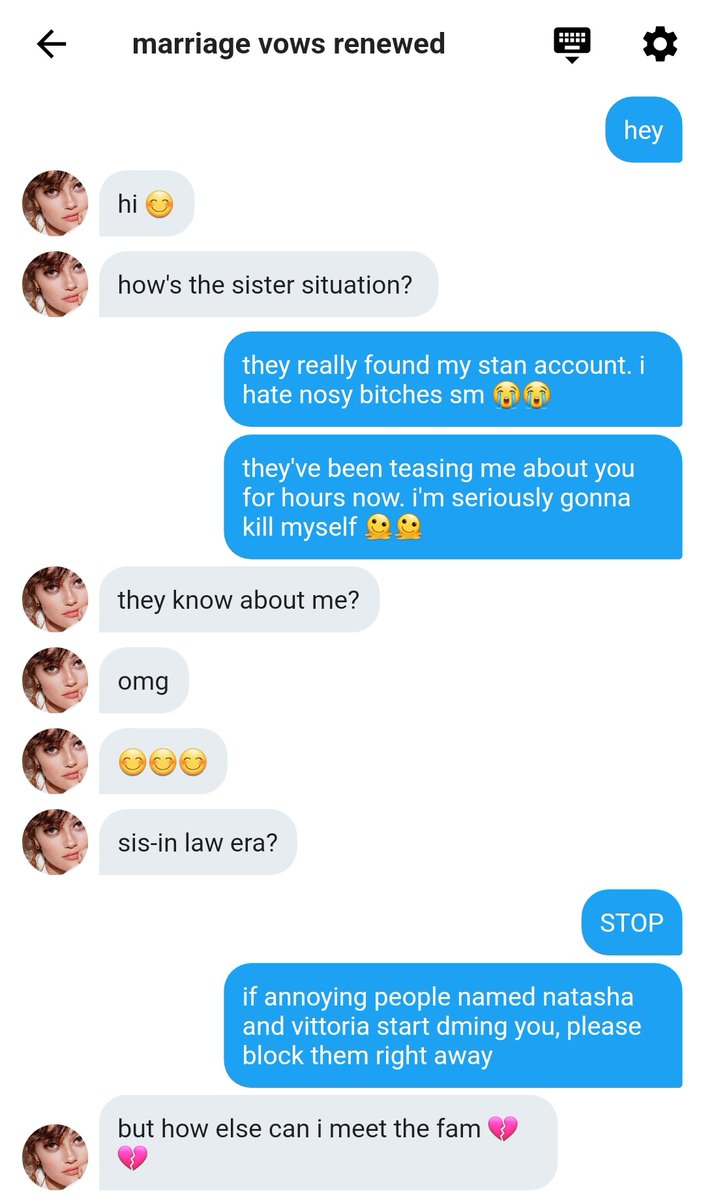 marriage vows renewed
hey
hi 😊
how's the sister situation?
they really found my stan account. i
hate nosy bitches sm 😭😭
they've been teasing me about you
for hours now. i'm seriously gonna
kill myself 🫠🫠
they know about me?
omg
😊😊😊
sis-in law era?
STOP
if annoying people named natasha
and vittoria start dming you, please
block them right away
but how else can i meet the fam 💔
💔